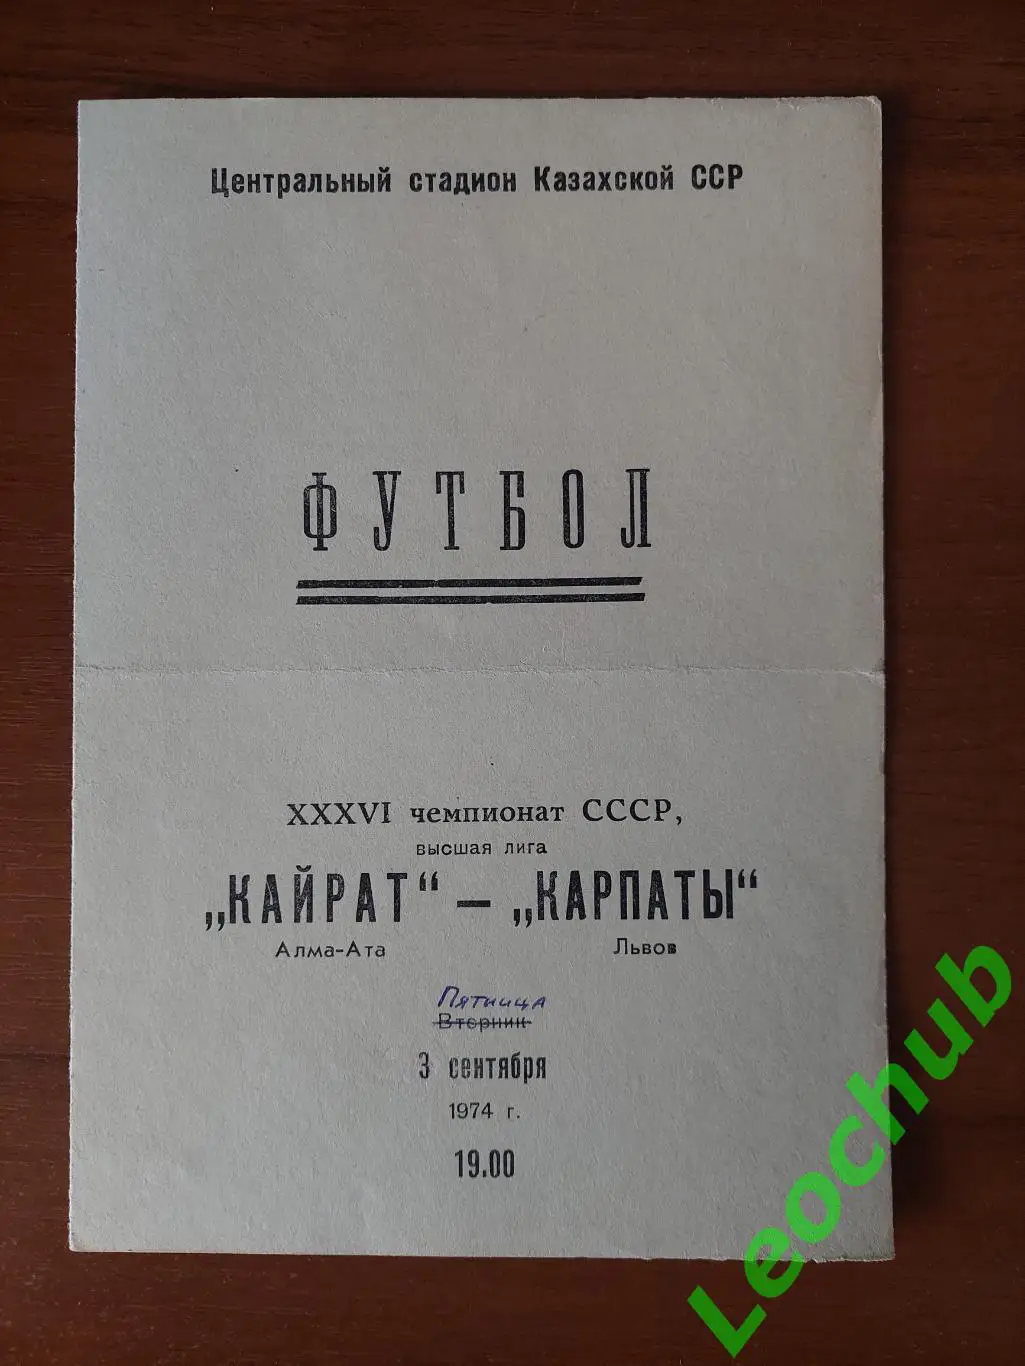 Центральный стадион Казахской ССР
ФУТБОЛ
XXXVI чемпионат СССР,
высшая лига
„КАЙРАТ“ — „КАРПАТЫ“
Алма-Ата Львов
Пятница
Вторник
3 сентября
1974 г.
19.00
Leochub